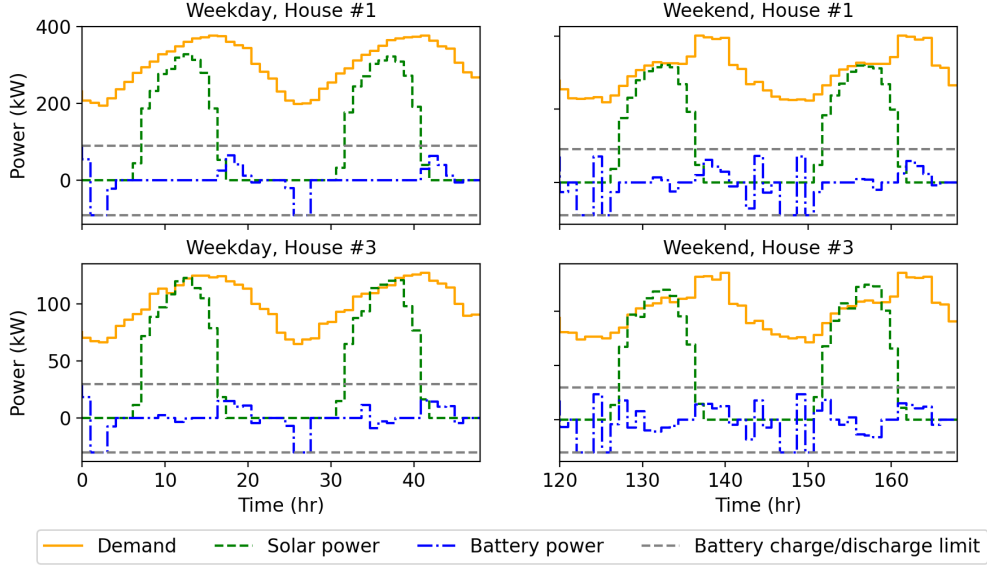 Weekday, House #1
Weekend, House #1
400
200
0
Power (kW)
Weekday, House #3
Weekend, House #3
100
50
0
Power (kW)
0 10 20 30 40
120 130 140 150 160
Time (hr)
Time (hr)
Demand
Solar power
Battery power
Battery charge/discharge limit